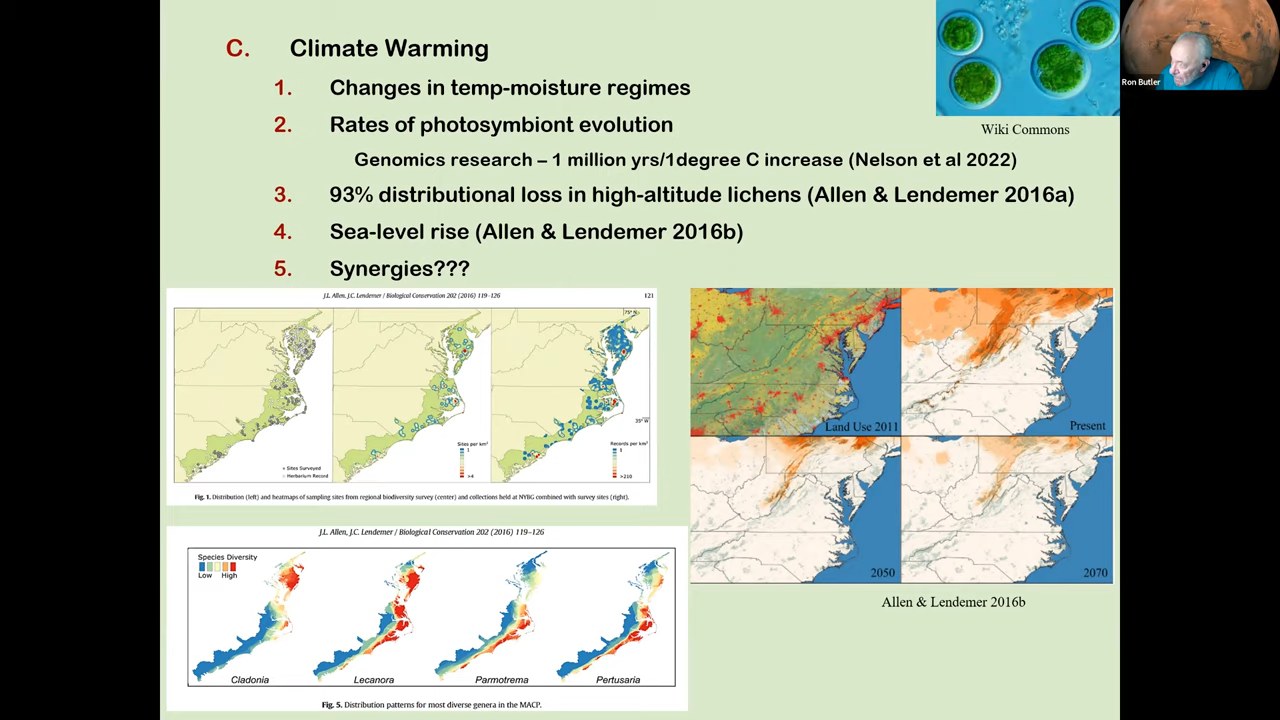 C. Climate Warming
1. Changes in temp-moisture regimes
2. Rates of photosymbiont evolution
Genomics research – 1 million yrs/1degree C increase (Nelson et al 2022)
3. 93% distributional loss in high-altitude lichens (Allen & Lendemer 2016a)
4. Sea-level rise (Allen & Lendemer 2016b)
5. Synergies???
Wiki Commons
Ron Butler
J.L. Allen, J.C. Lendemer / Biological Conservation 202 (2016) 119–126
121
75° N
35° W
Sites per km²
1
>4
Records per km²
1
>210
+ Sites Surveyed
Herbarium Record
Fig. 1. Distribution (left) and heatmaps of sampling sites from regional biodiversity survey (center) and collections held at NYBG combined with survey sites (right).
Land Use 2011
Present
2050
2070
Allen & Lendemer 2016b
J.L. Allen, J.C. Lendemer / Biological Conservation 202 (2016) 119–126
Species Diversity
Low High
Cladonia
Lecanora
Parmotrema
Pertusaria
Fig. 5. Distribution patterns for most diverse genera in the MACP.